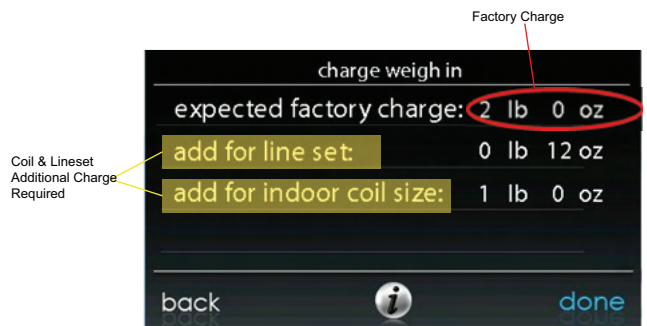 Factory Charge
charge weigh in
expected factory charge: 2 lb 0 oz
add for line set: 0 lb 12 oz
Coil & Lineset
Additional Charge
Required
add for indoor coil size: 1 lb 0 oz
back i done